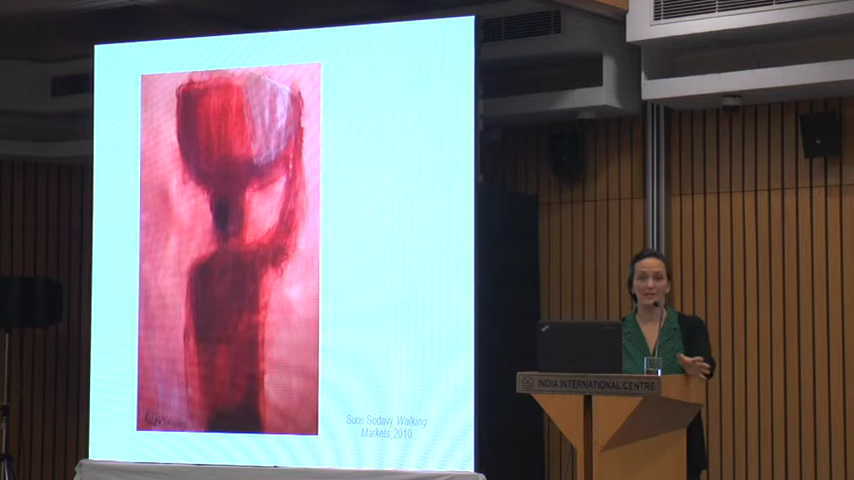 Suos Sodavy, Walking
Markets, 2010
INDIA INTERNATIONAL CENTRE